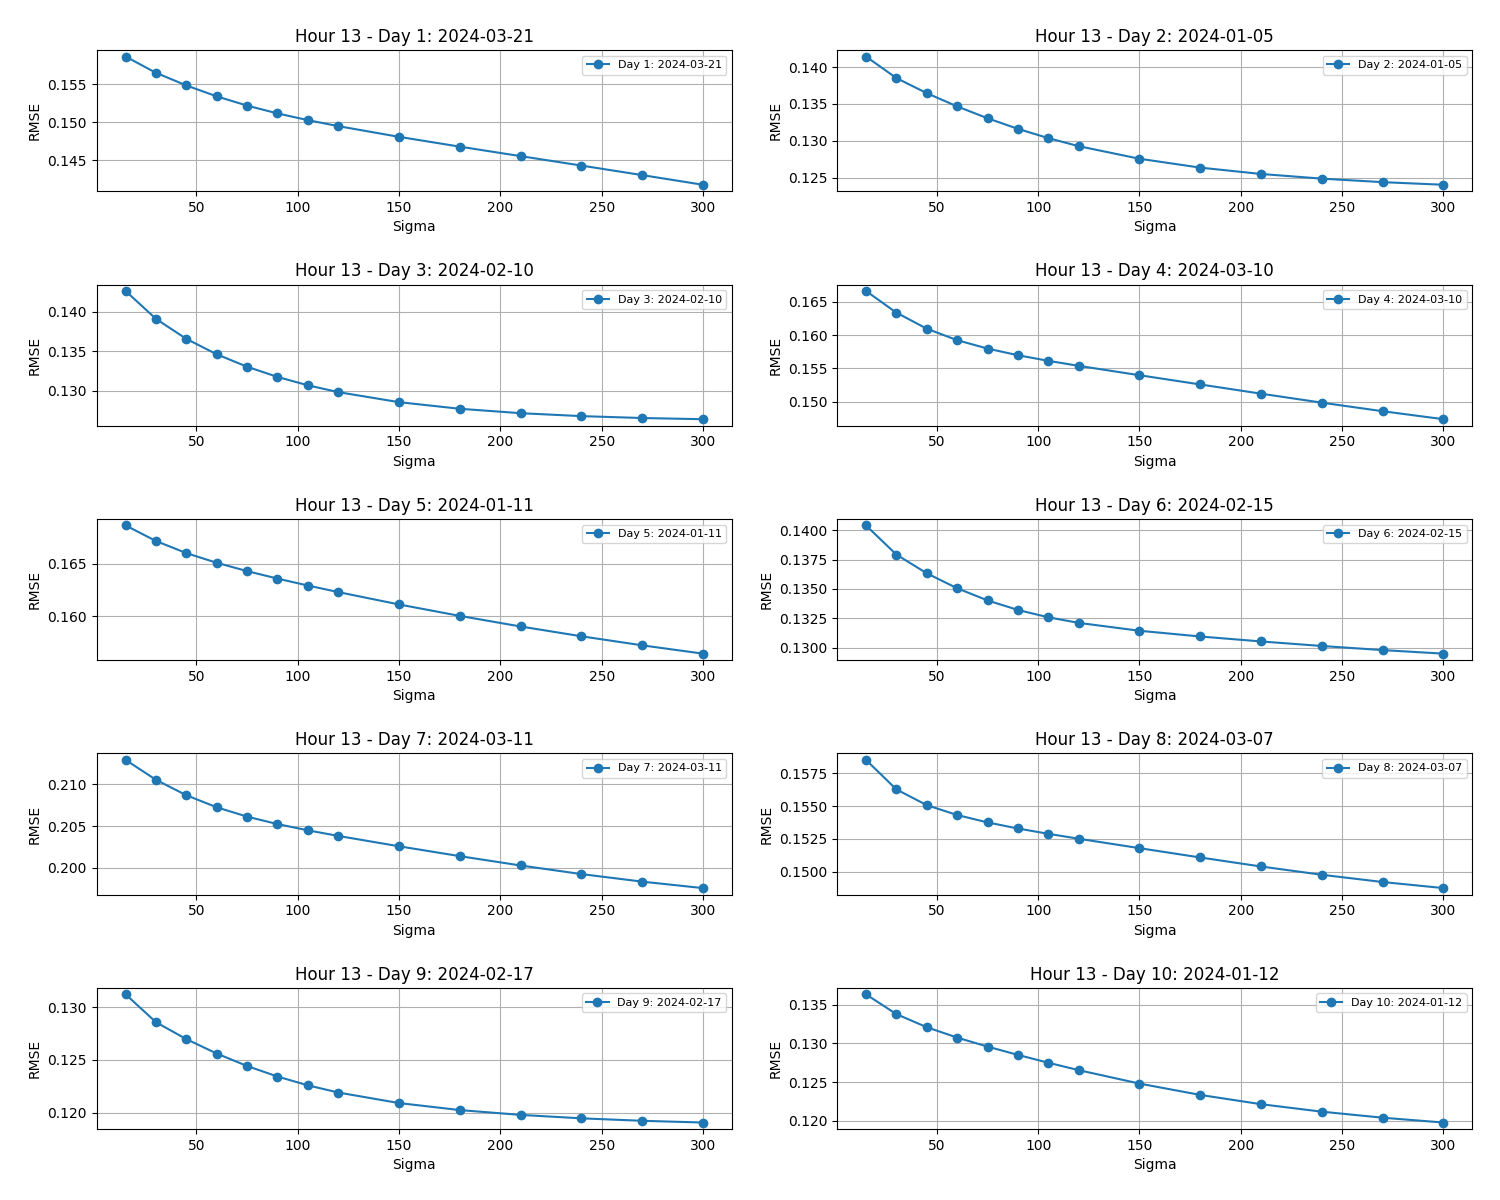 Hour 13 - Day 1: 2024-03-21
Day 1: 2024-03-21
RMSE
0.155
0.150
0.145
50 100 150 200 250 300
Sigma
Hour 13 - Day 2: 2024-01-05
Day 2: 2024-01-05
RMSE
0.140
0.135
0.130
0.125
50 100 150 200 250 300
Sigma
Hour 13 - Day 3: 2024-02-10
Day 3: 2024-02-10
RMSE
0.140
0.135
0.130
50 100 150 200 250 300
Sigma
Hour 13 - Day 4: 2024-03-10
Day 4: 2024-03-10
RMSE
0.165
0.160
0.155
0.150
50 100 150 200 250 300
Sigma
Hour 13 - Day 5: 2024-01-11
Day 5: 2024-01-11
RMSE
0.165
0.160
50 100 150 200 250 300
Sigma
Hour 13 - Day 6: 2024-02-15
Day 6: 2024-02-15
RMSE
0.1400
0.1375
0.1350
0.1325
0.1300
50 100 150 200 250 300
Sigma
Hour 13 - Day 7: 2024-03-11
Day 7: 2024-03-11
RMSE
0.210
0.205
0.200
50 100 150 200 250 300
Sigma
Hour 13 - Day 8: 2024-03-07
Day 8: 2024-03-07
RMSE
0.1575
0.1550
0.1525
0.1500
50 100 150 200 250 300
Sigma
Hour 13 - Day 9: 2024-02-17
Day 9: 2024-02-17
RMSE
0.130
0.125
0.120
50 100 150 200 250 300
Sigma
Hour 13 - Day 10: 2024-01-12
Day 10: 2024-01-12
RMSE
0.135
0.130
0.125
0.120
50 100 150 200 250 300
Sigma